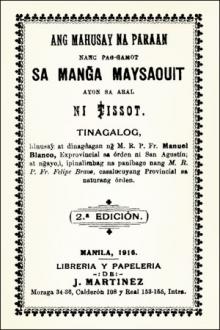 ANG MAHUSAY NA PARAAN
NANG PAG-GAMOT
SA MANGA MAYSAQUIT
AYON SA ARAL
NI TISSOT.
TINAGALOG,
hinusaẏ at dinagdagan nḡ M. R. P. Fr. Manuel
Blanco, Exprovincial sa órden ni San Agustin;
at nḡayo,i, ipinalimbag na panibago nang M. R.
P. Fr. Felipe Bravo, casalucuyang Provincial sa
naturang órden.
2.ª EDICIÓN.
MANILA, 1916.
LIBRERIA Y PAPELERIA
-DE-
J. MARTINEZ
Moraga 34-36, Calderón 108 y Real 153-155, Intra.